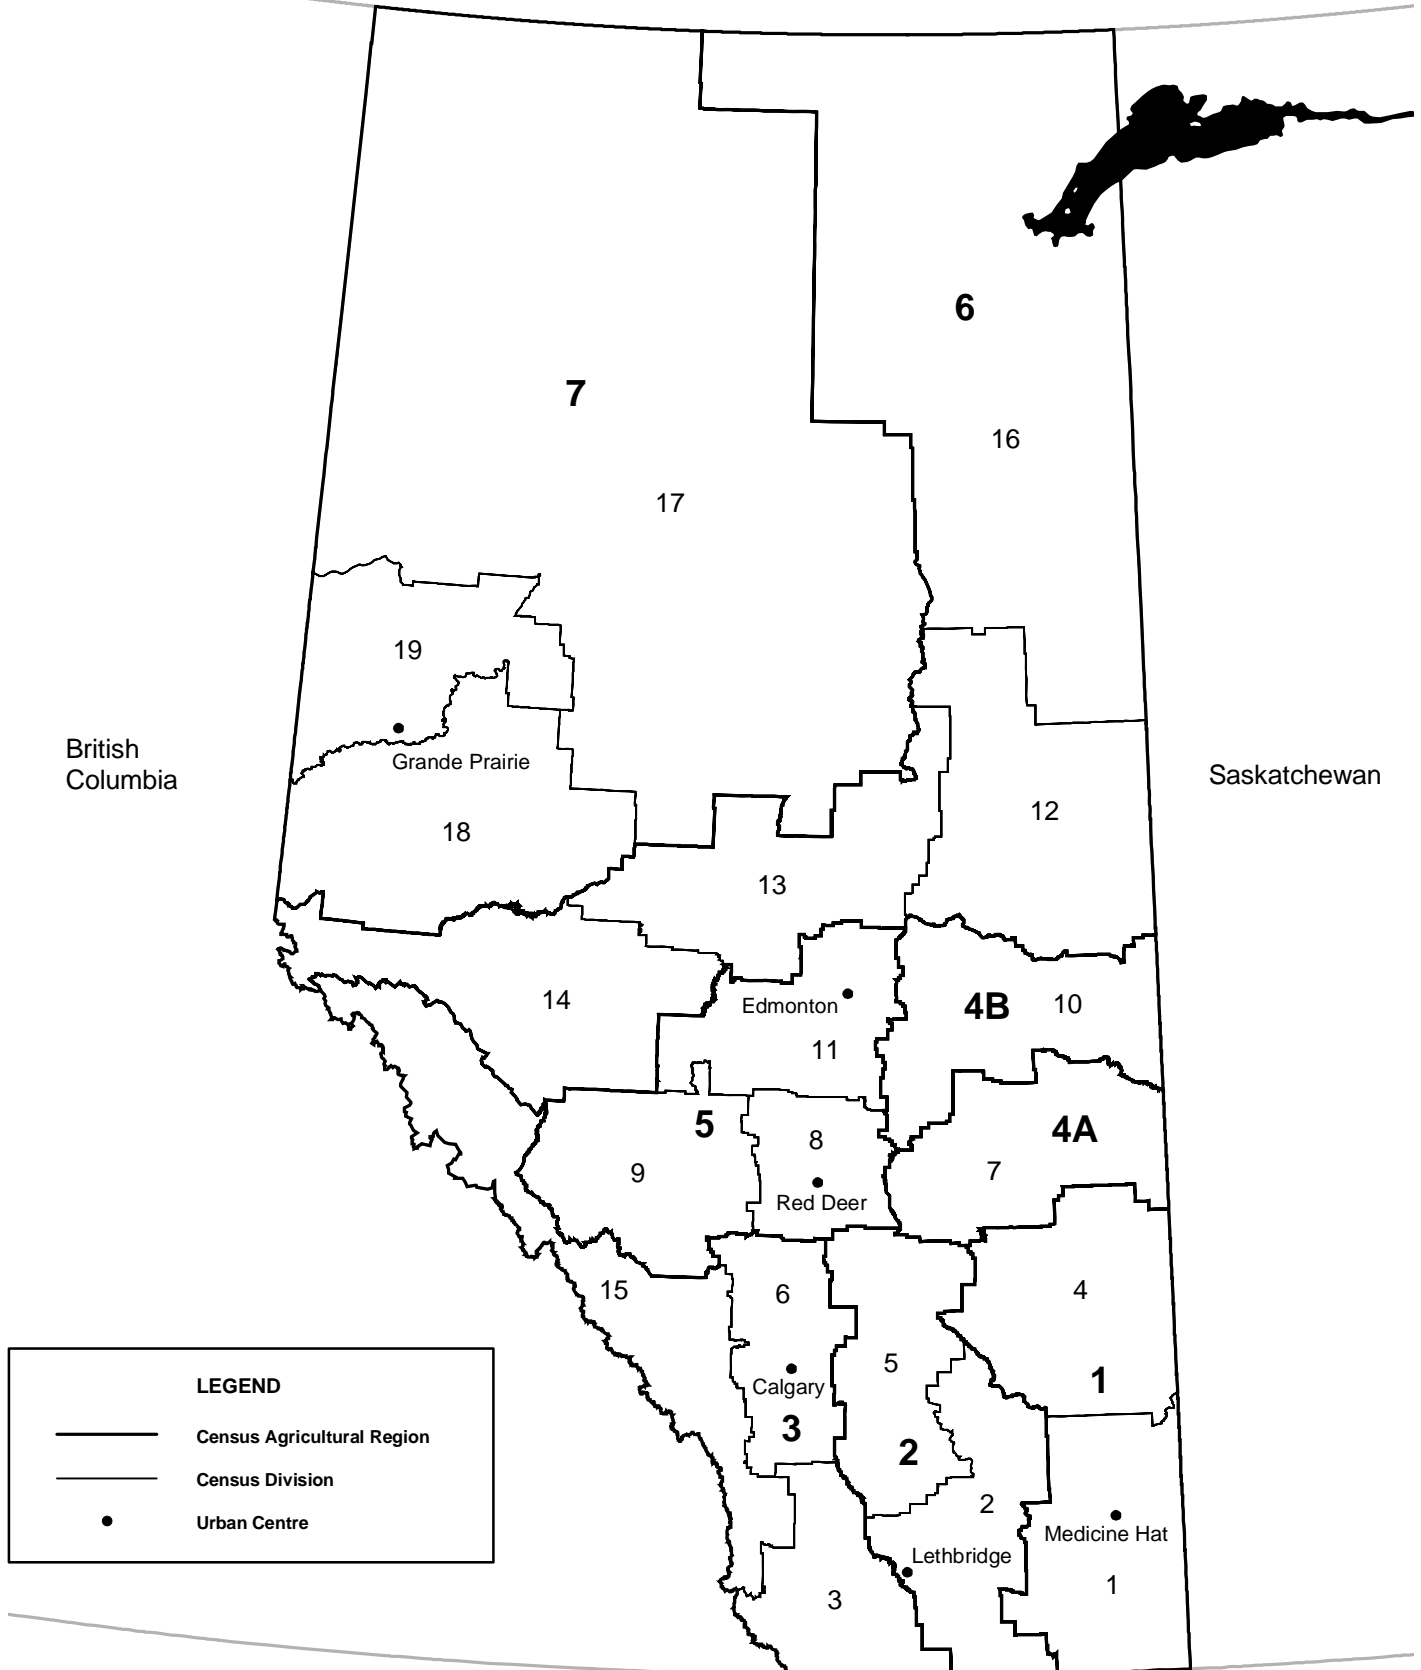 6
7
16
17
19
British
Columbia
Grande Prairie
Saskatchewan
12
18
13
14
Edmonton
4B
10
11
5
8
4A
9
7
Red Deer
15
6
4
5
Calgary
1
3
2
2
Medicine Hat
Lethbridge
1
3
LEGEND
Census Agricultural Region
Census Division
Urban Centre